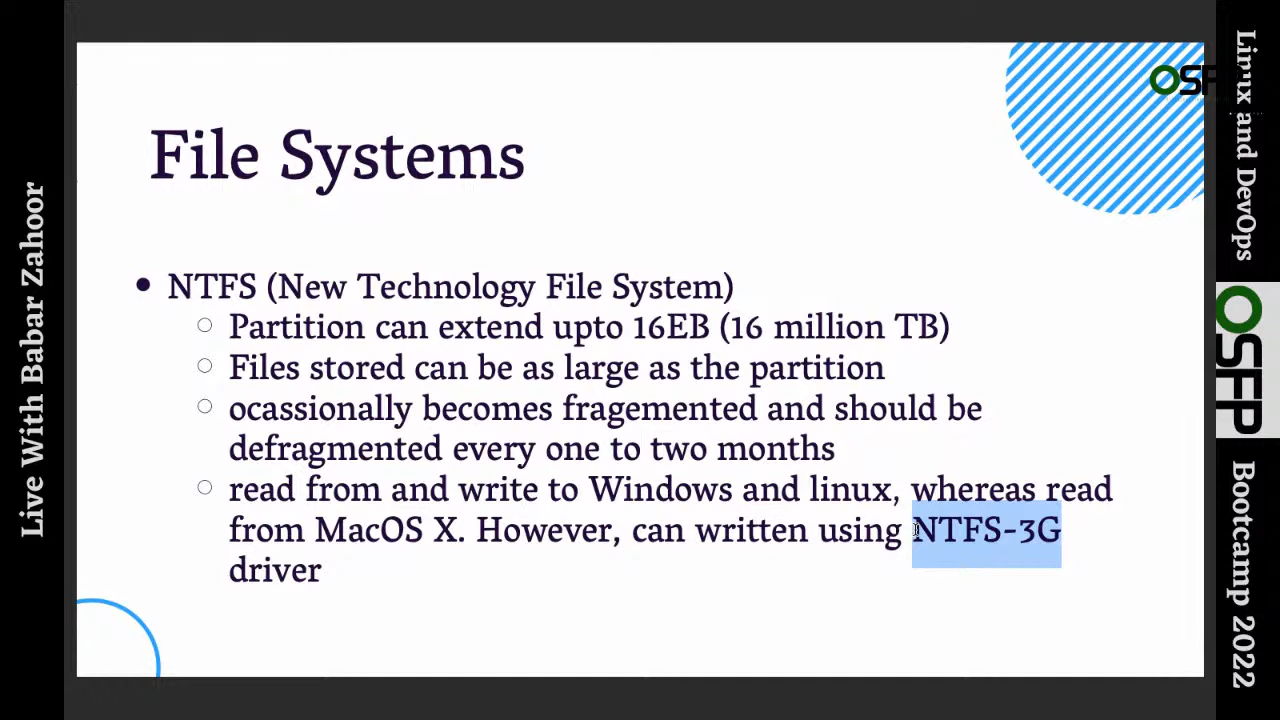 File Systems
• NTFS (New Technology File System)
○ Partition can extend upto 16EB (16 million TB)
○ Files stored can be as large as the partition
○ ocassionally becomes fragemented and should be
defragmented every one to two months
○ read from and write to Windows and linux, whereas read
from MacOS X. However, can written using NTFS-3G
driver
Live With Babar Zahoor
OSF
Linux and DevOps
OSFP
Bootcamp 2022